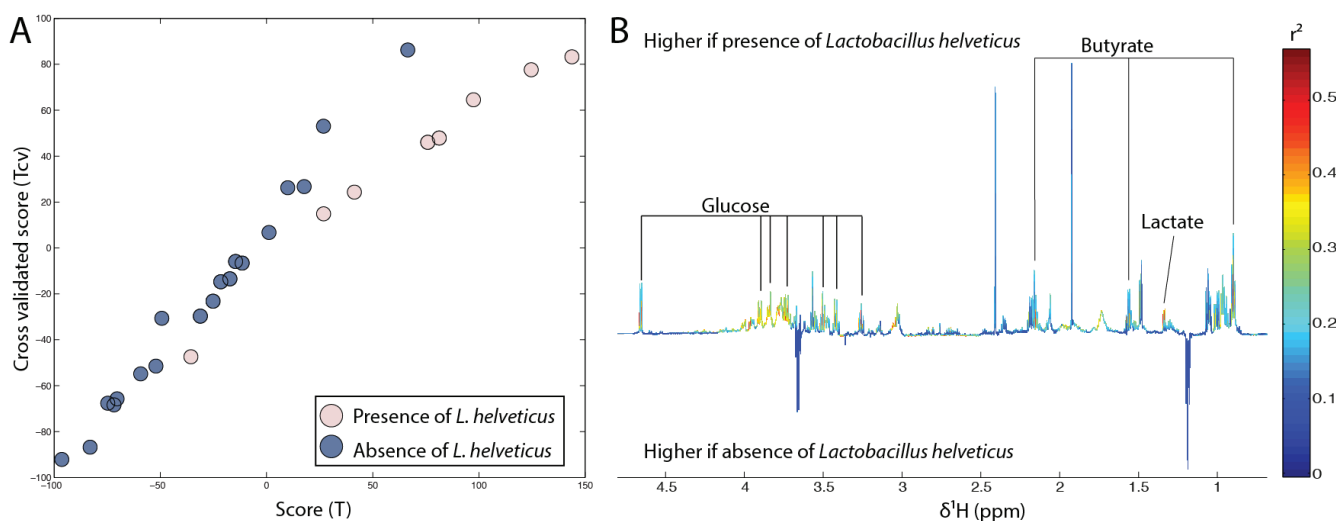 A
100
80
60
40
20
0
−20
−40
−60
−80
−100
Cross validated score (Tcv)
−100
−50
0
50
100
150
Score (T)
Presence of L. helveticus
Absence of L. helveticus
B
Higher if presence of Lactobacillus helveticus
Butyrate
Glucose
Lactate
Higher if absence of Lactobacillus helveticus
4.5
4
3.5
3
2.5
2
1.5
1
δ¹H (ppm)
r²
0.5
0.4
0.3
0.2
0.1
0